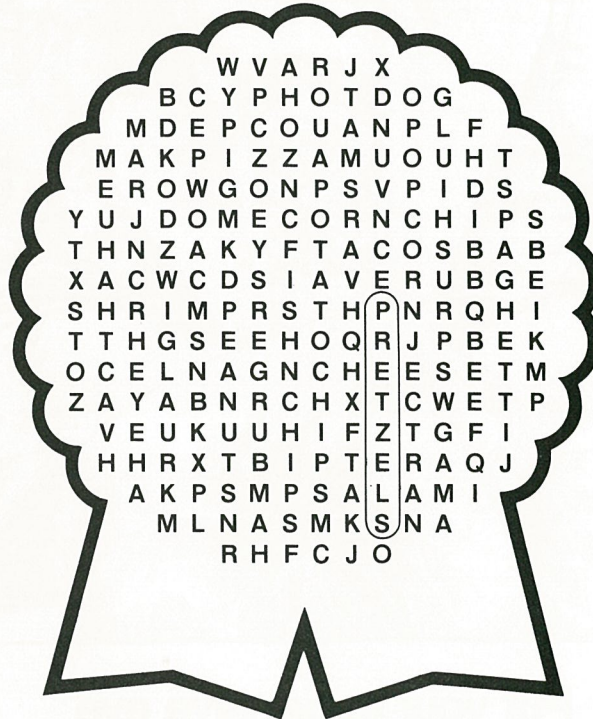 W V A R J X
B C Y P H O T D O G
M D E P C O U A N P L F
M A K P I Z Z A M U O U H T
E R O W G O N P S V P I D S
Y U J D O M E C O R N C H I P S
T H N Z A K Y F T A C O S B A B
X A C W C D S I A V E R U B G E
S H R I M P R S T H P N R Q H I
T T H G S E E H O Q R J P B E K
O C E L N A G N C H E E S E T M
Z A Y A B N R C H X T C W E T P
V E U K U U H I F Z T G F I
H H R X T B I P T E R A Q J
A K P S M P S A L A M I
M L N A S M K S N A
R H F C J O